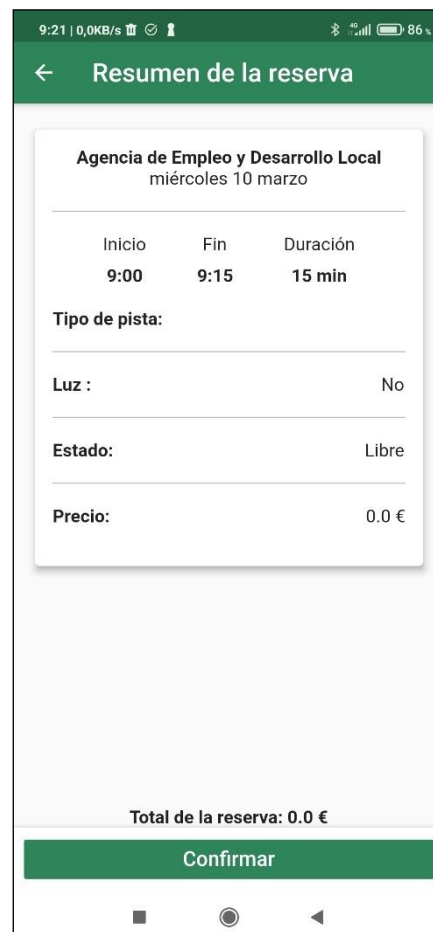 9:21 | 0,0KB/s 4G 86 %
Resumen de la reserva
Agencia de Empleo y Desarrollo Local
miércoles 10 marzo
Inicio Fin Duración
9:00 9:15 15 min
Tipo de pista:
Luz : No
Estado: Libre
Precio: 0.0 €
Total de la reserva: 0.0 €
Confirmar